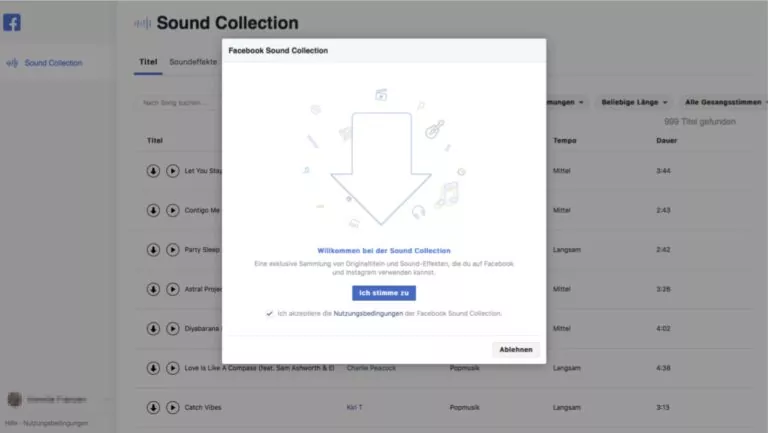 Sound Collection
Sound Collection
Titel Soundeffekte
Facebook Sound Collection
Nach Song suchen...
mungen Beliebige Länge Alle Gesangsstimmen
999 Titel gefunden
Titel Tempo Dauer
Let You Stay Mittel 3:44
Contigo Me Mittel 2:43
Party Sleep Langsam 2:42
Astral Projec Mittel 3:26
Diyabarana Mittel 4:02
Willkommen bei der Sound Collection
Eine exklusive Sammlung von Originaltiteln und Sound-Effekten, die du auf Facebook
und Instagram verwenden kannst.
Ich stimme zu
Ich akzeptiere die Nutzungsbedingungen der Facebook Sound Collection.
Ablehnen
Love Is Like A Compass (feat. Sam Ashworth & E) Charlie Peacock Popmusik Langsam 4:38
Catch Vibes Kiri T Popmusik Langsam 3:13
Hilfe · Nutzungsbedingungen